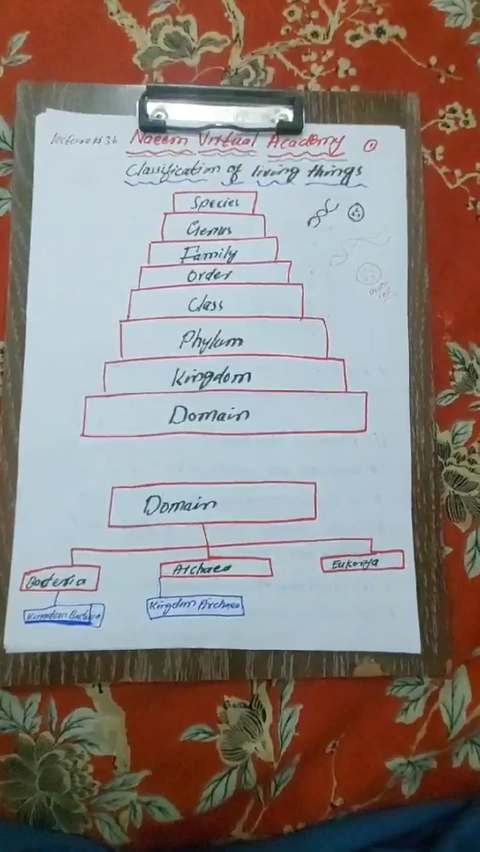 Lecture# 36 Naeem Virtual Academy
Classification of living things
Species
Genus
Family
Order
Class
Phylum
Kingdom
Domain
Domain
Bacteria
Archaea
Eukarya
Kingdom Bacteria
Kingdom Archaea